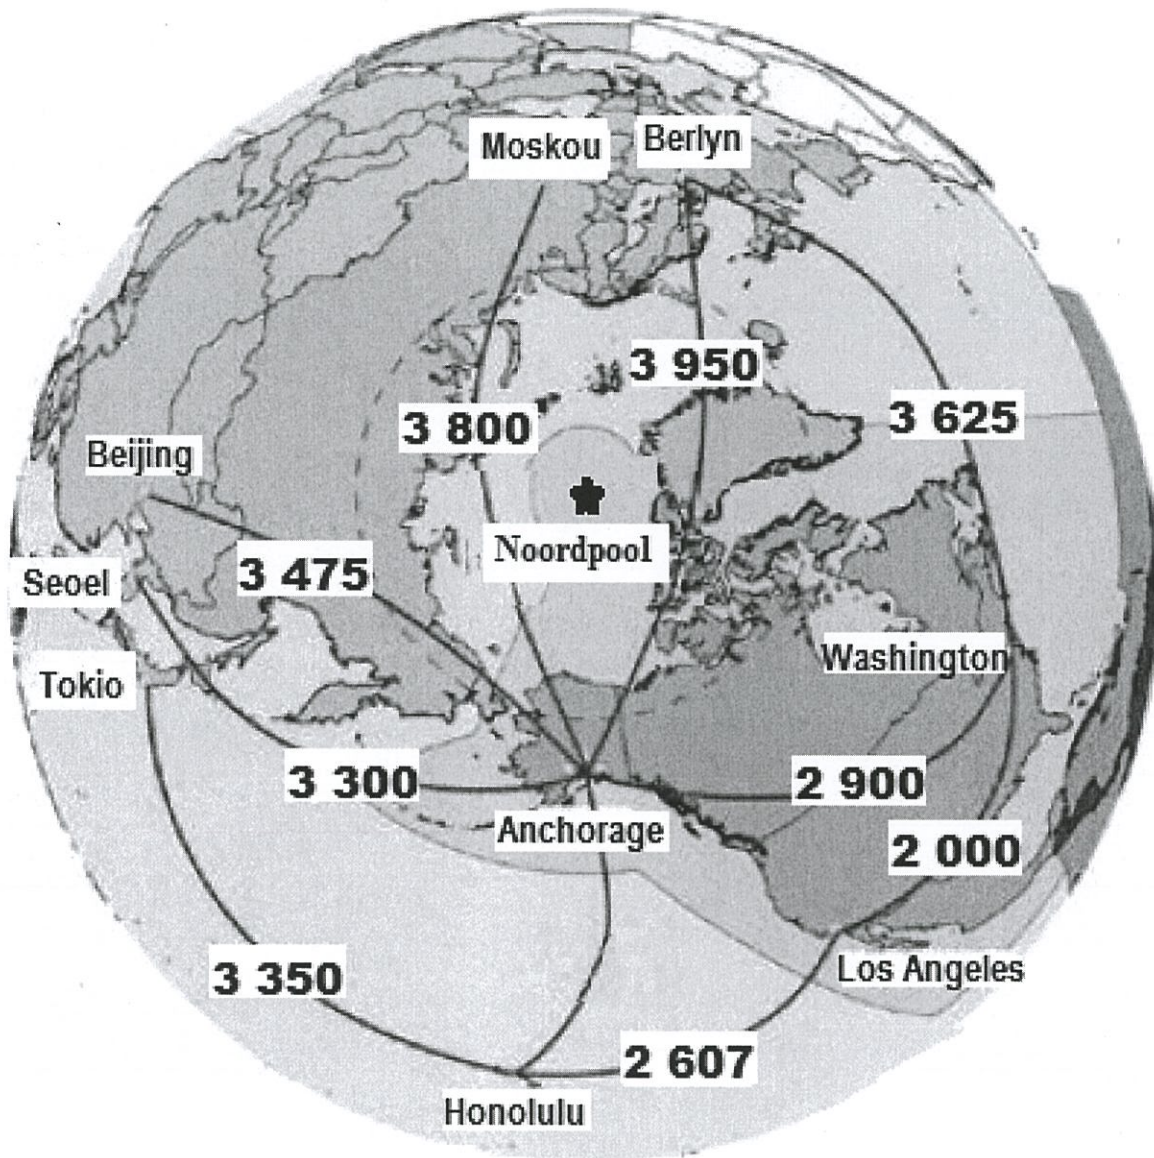 Moskou
Berlyn
3 950
3 800
3 625
Beijing
Noordpool
3 475
Seoel
Washington
Tokio
3 300
2 900
Anchorage
2 000
Los Angeles
3 350
2 607
Honolulu